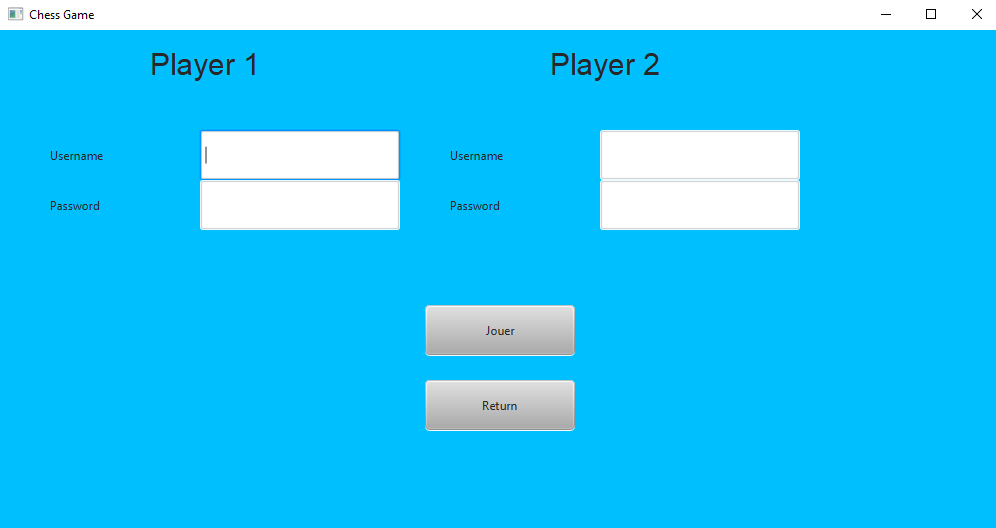 Chess Game
Player 1 Player 2
Username Username
Password Password
Jouer
Return